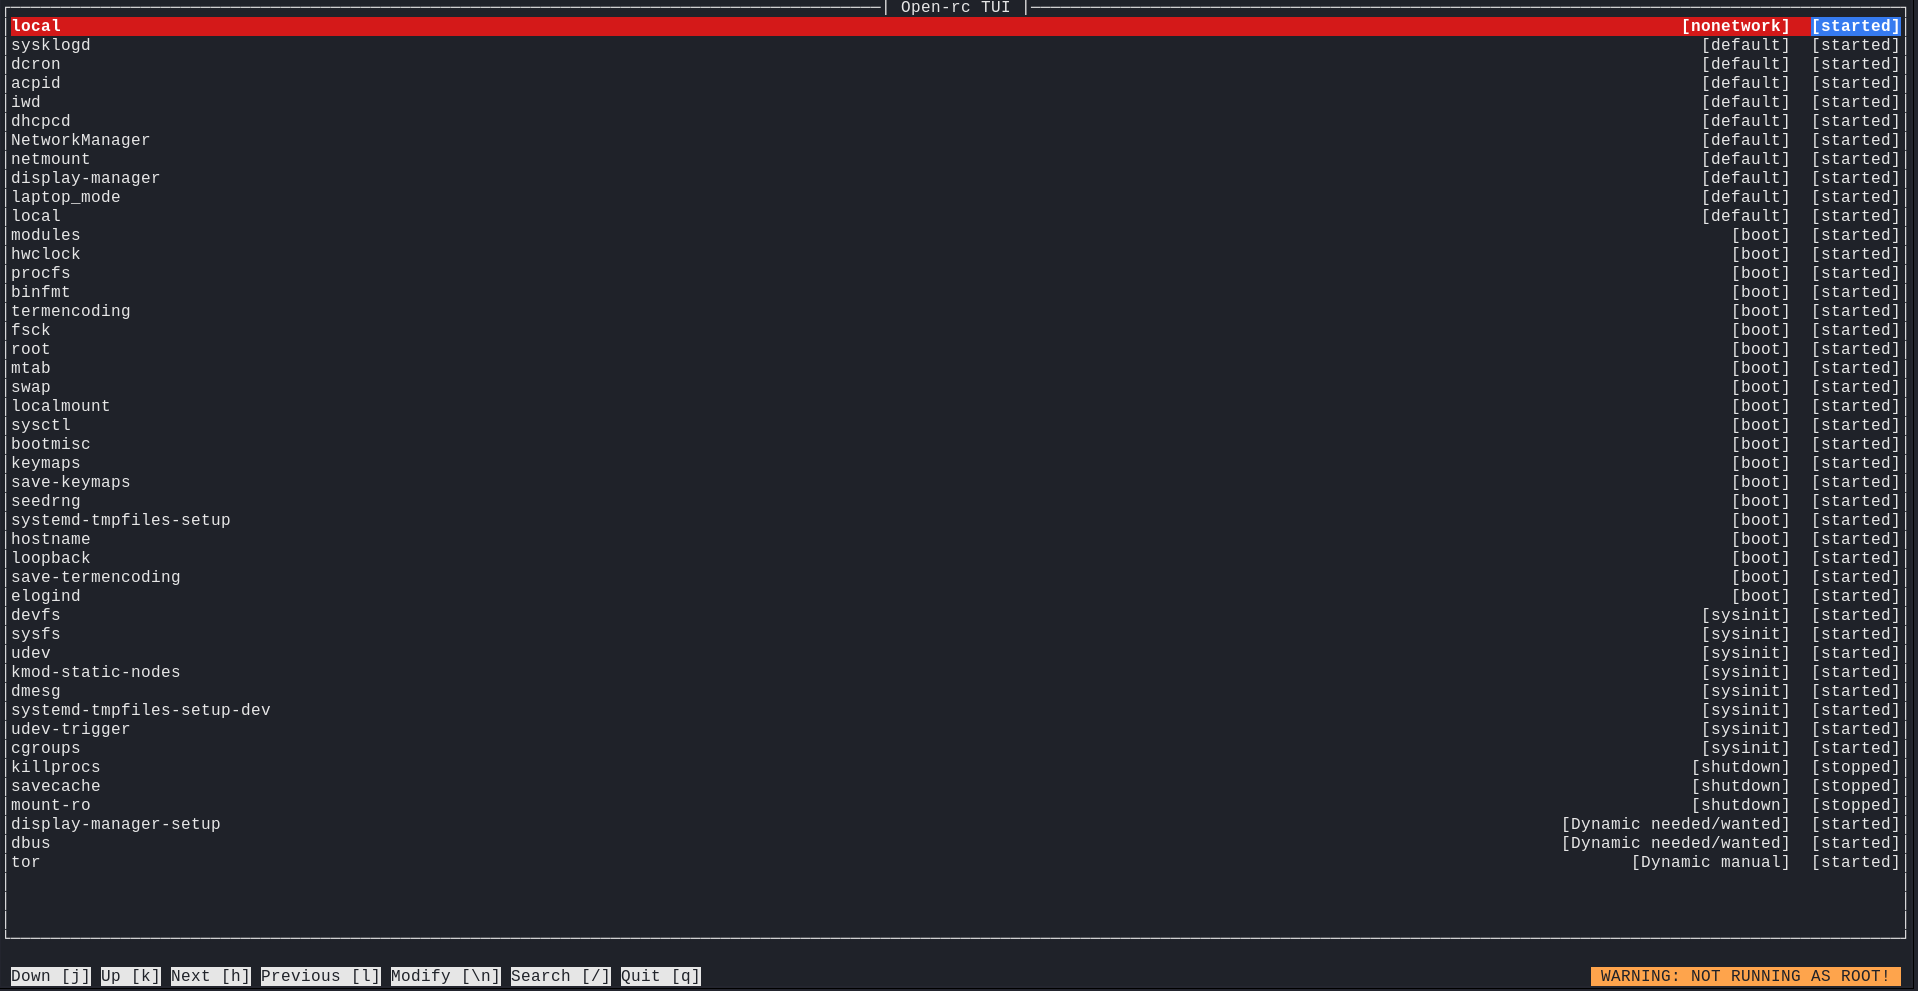 Open-rc TUI
local [nonetwork] [started]
sysklogd [default] [started]
dcron [default] [started]
acpid [default] [started]
iwd [default] [started]
dhcpcd [default] [started]
NetworkManager [default] [started]
netmount [default] [started]
display-manager [default] [started]
laptop_mode [default] [started]
local [default] [started]
modules [boot] [started]
hwclock [boot] [started]
procfs [boot] [started]
binfmt [boot] [started]
termencoding [boot] [started]
fsck [boot] [started]
root [boot] [started]
mtab [boot] [started]
swap [boot] [started]
localmount [boot] [started]
sysctl [boot] [started]
bootmisc [boot] [started]
keymaps [boot] [started]
save-keymaps [boot] [started]
seedrng [boot] [started]
systemd-tmpfiles-setup [boot] [started]
hostname [boot] [started]
loopback [boot] [started]
save-termencoding [boot] [started]
elogind [boot] [started]
devfs [sysinit] [started]
sysfs [sysinit] [started]
udev [sysinit] [started]
kmod-static-nodes [sysinit] [started]
dmesg [sysinit] [started]
systemd-tmpfiles-setup-dev [sysinit] [started]
udev-trigger [sysinit] [started]
cgroups [sysinit] [started]
killprocs [shutdown] [stopped]
savecache [shutdown] [stopped]
mount-ro [shutdown] [stopped]
display-manager-setup [Dynamic needed/wanted] [started]
dbus [Dynamic needed/wanted] [started]
tor [Dynamic manual] [started]
Down [j] Up [k] Next [h] Previous [l] Modify [\n] Search [/] Quit [q] WARNING: NOT RUNNING AS ROOT!